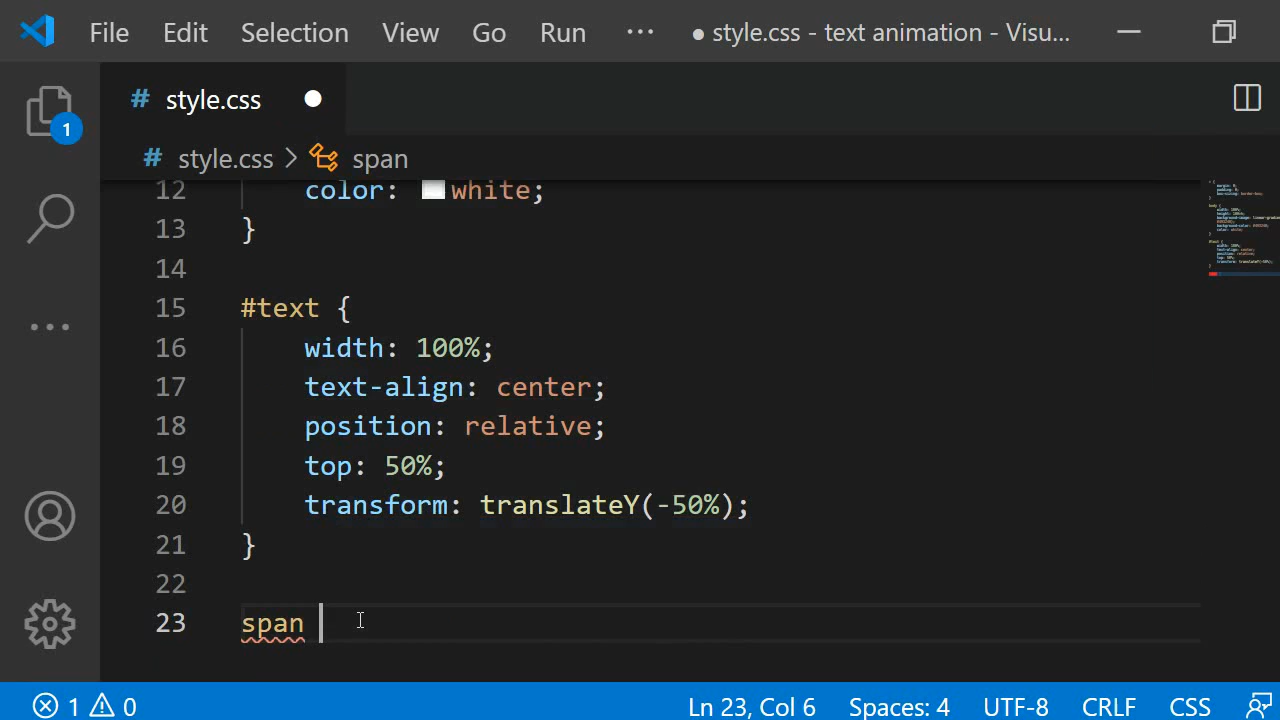 File Edit Selection View Go Run ··· ● style.css - text animation - Visu...
# style.css ●
1
# style.css > span
12 color: white;
13 }
14
15 #text {
16 width: 100%;
17 text-align: center;
18 position: relative;
19 top: 50%;
20 transform: translateY(-50%);
21 }
22
23 span
1 0 Ln 23, Col 6 Spaces: 4 UTF-8 CRLF CSS